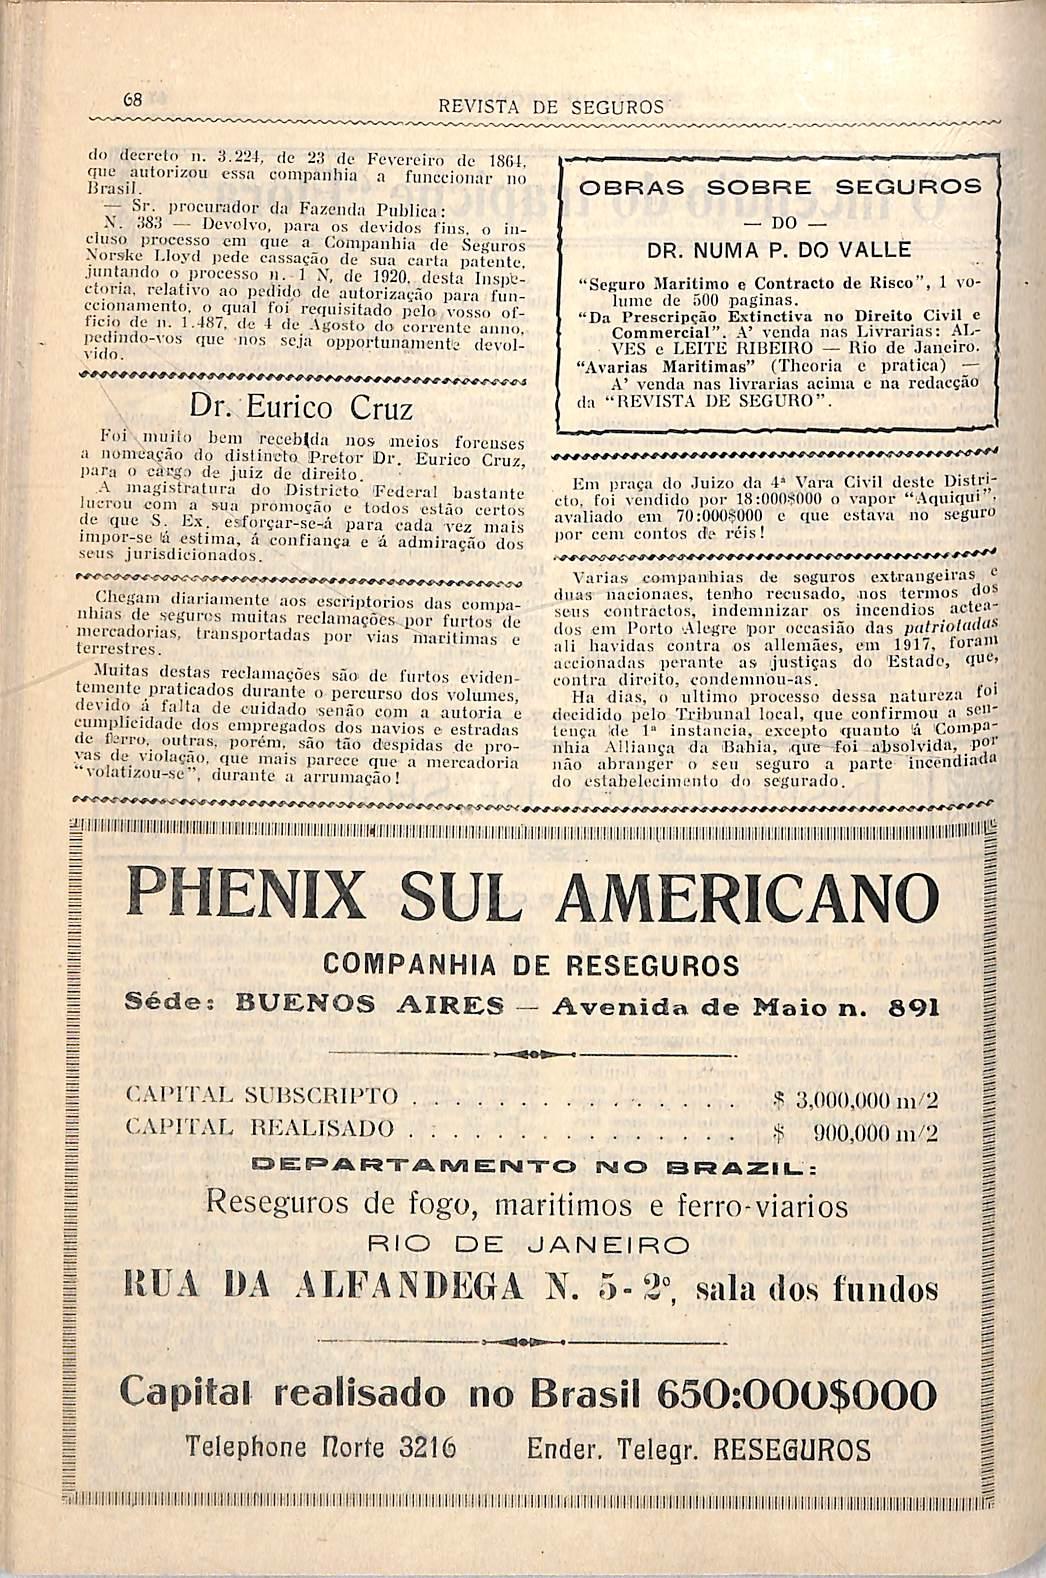 68
REVISTA DE SEGUROS
do decreto n. 3.224, de 23 de Fevereiro de 1864,
que autorizou essa companhia a funccionar no
Brasil.
— Sr. procurador da Fazenda Publica:
N. 383 — Devolvo, para os devidos fins, o in-
cluso processo em que a Companhia de Seguros
Norske Lloyd pede cassação de sua carta patente,
juntando o processo n. 1 N, de 1920, desta Inspe-
ctoria, relativo ao pedido de autorização para fun-
ccionamento, o qual foi requisitado pelo vosso of-
ficio de n. 1.487, de 4 de Agosto do corrente anno,
pedindo-vos que nos seja opportunamente devol-
vido.
Dr. Eurico Cruz
Foi muito bem recebida nos meios forenses
a nomeação do distincto Pretor Dr. Eurico Cruz,
para o cargo de juiz de direito.
A magistratura do Districto Federal bastante
lucrou com a sua promoção e todos estão certos
de que S. Ex. esforçar-se-á para cada vez mais
impor-se á estima, á confiança e á admiração dos
seus jurisdicionados.
Chegam diariamente aos escriptorios das compa-
nhias de seguros muitas reclamações por furtos de
mercadorias, transportadas por vias maritimas e
terrestres.
Muitas destas reclamações são de furtos eviden-
temente praticados durante o percurso dos volumes,
devido á falta de cuidado senão com a autoria e
cumplicidade dos empregados dos navios e estradas
de ferro, outras, porém, são tão despidas de pro-
vas de violação, que mais parece que a mercadoria
"volatizou-se", durante a arrumação!
OBRAS SOBRE SEGUROS
— DO —
DR. NUMA P. DO VALLE
"Seguro Maritimo e Contracto de Risco", 1 vo-
lume de 500 paginas.
"Da Prescripção Extinctiva no Direito Civil e
Commercial". A' venda nas Livrarias: AL-
VES e LEITE RIBEIRO — Rio de Janeiro.
"Avarias Maritimas" (Theoria e pratica) —
A' venda nas livrarias acima e na redacção
da "REVISTA DE SEGURO".
Em praça do Juizo da 4ª Vara Civil deste Distri-
cto, foi vendido por 18:000$000 o vapor "Aquiqui",
avaliado em 70:000$000 e que estava no seguro
por cem contos de réis!
Varias companhias de seguros extrangeiras e
duas nacionaes, tenho recusado, nos termos dos
seus contractos, indemnizar os incendios actea-
dos em Porto Alegre por occasião das patriotadas
ali havidas contra os allemães, em 1917, foram
accionadas perante as justiças do Estado, que,
contra direito, condemnou-as.
Ha dias, o ultimo processo dessa natureza foi
decidido pelo Tribunal local, que confirmou a sen-
tença de 1ª instancia, excepto quanto á Compa-
nhia Alliança da Bahia, que foi absolvida, por
não abranger o seu seguro a parte incendiada
do estabelecimento do segurado.
PHENIX SUL AMERICANO
COMPANHIA DE RESEGUROS
Séde: BUENOS AIRES — Avenida de Maio n. 891
CAPITAL SUBSCRIPTO . . . . . . . . . . . . . . . . $ 3,000,000 m/2
CAPITAL REALISADO . . . . . . . . . . . . . . . . $ 900,000 m/2
DEPARTAMENTO NO BRAZIL:
Reseguros de fogo, maritimos e ferro-viarios
RIO DE JANEIRO
RUA DA ALFANDEGA N. 5-2º, sala dos fundos
Capital realisado no Brasil 650:000$000
Telephone Norte 3216 Ender. Telegr. RESEGUROS